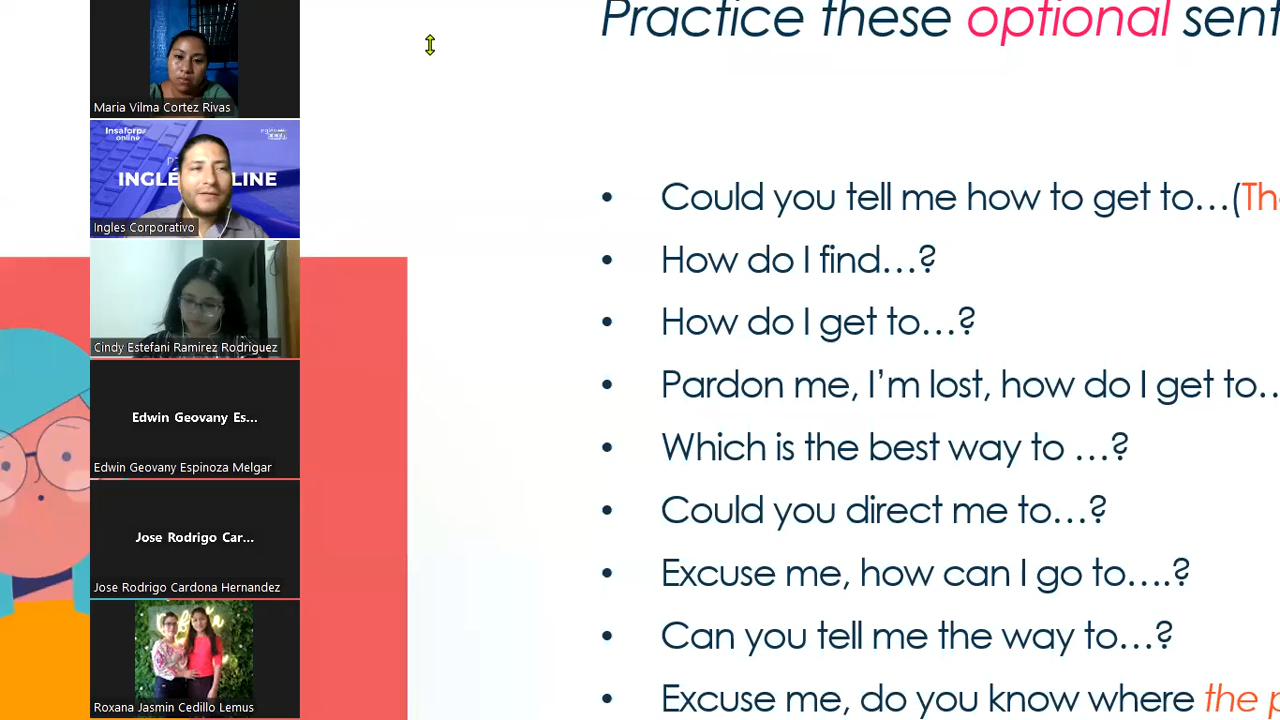 Practice these optional sent
Maria Vilma Cortez Rivas
Insaforp
online
INGLÉ LINE
Ingles Corporativo
Cindy Estefani Ramirez Rodriguez
Edwin Geovany Es...
Edwin Geovany Espinoza Melgar
Jose Rodrigo Car...
Jose Rodrigo Cardona Hernandez
Roxana Jasmin Cedillo Lemus
• Could you tell me how to get to…(Th
• How do I find…?
• How do I get to…?
• Pardon me, I’m lost, how do I get to…
• Which is the best way to …?
• Could you direct me to…?
• Excuse me, how can I go to….?
• Can you tell me the way to…?
• Excuse me, do you know where the p